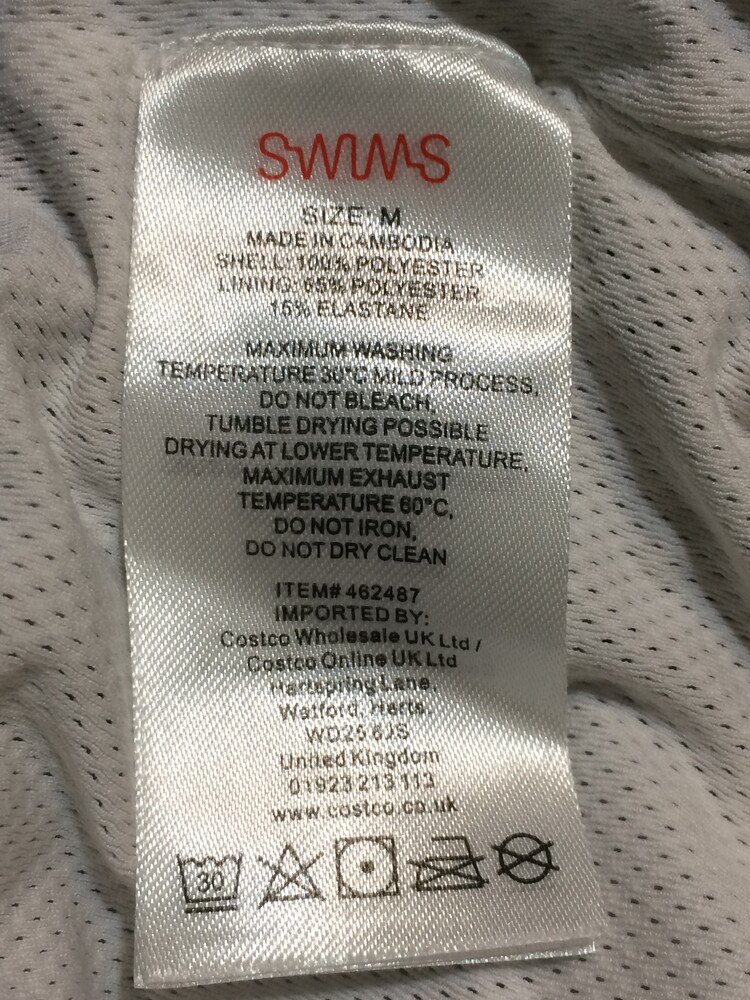 SWIMS
SIZE: M
MADE IN CAMBODIA
SHELL: 100% POLYESTER
LINING: 85% POLYESTER
15% ELASTANE
MAXIMUM WASHING
TEMPERATURE 30°C MILD PROCESS,
DO NOT BLEACH,
TUMBLE DRYING POSSIBLE
DRYING AT LOWER TEMPERATURE,
MAXIMUM EXHAUST
TEMPERATURE 60°C,
DO NOT IRON,
DO NOT DRY CLEAN
ITEM# 462487
IMPORTED BY:
Costco Wholesale UK Ltd /
Costco Online UK Ltd
Hartspring Lane,
Watford, Herts.
WD25 8JS
United Kingdom
01923 213 113
www.costco.co.uk
30